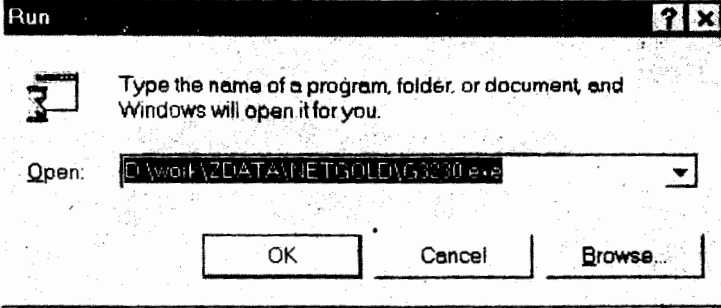 Run
Type the name of a program, folder, or document, and
Windows will open it for you.
Open: D:\work\ZDATA\NETGOLD\G3230.exe
OK Cancel Browse...